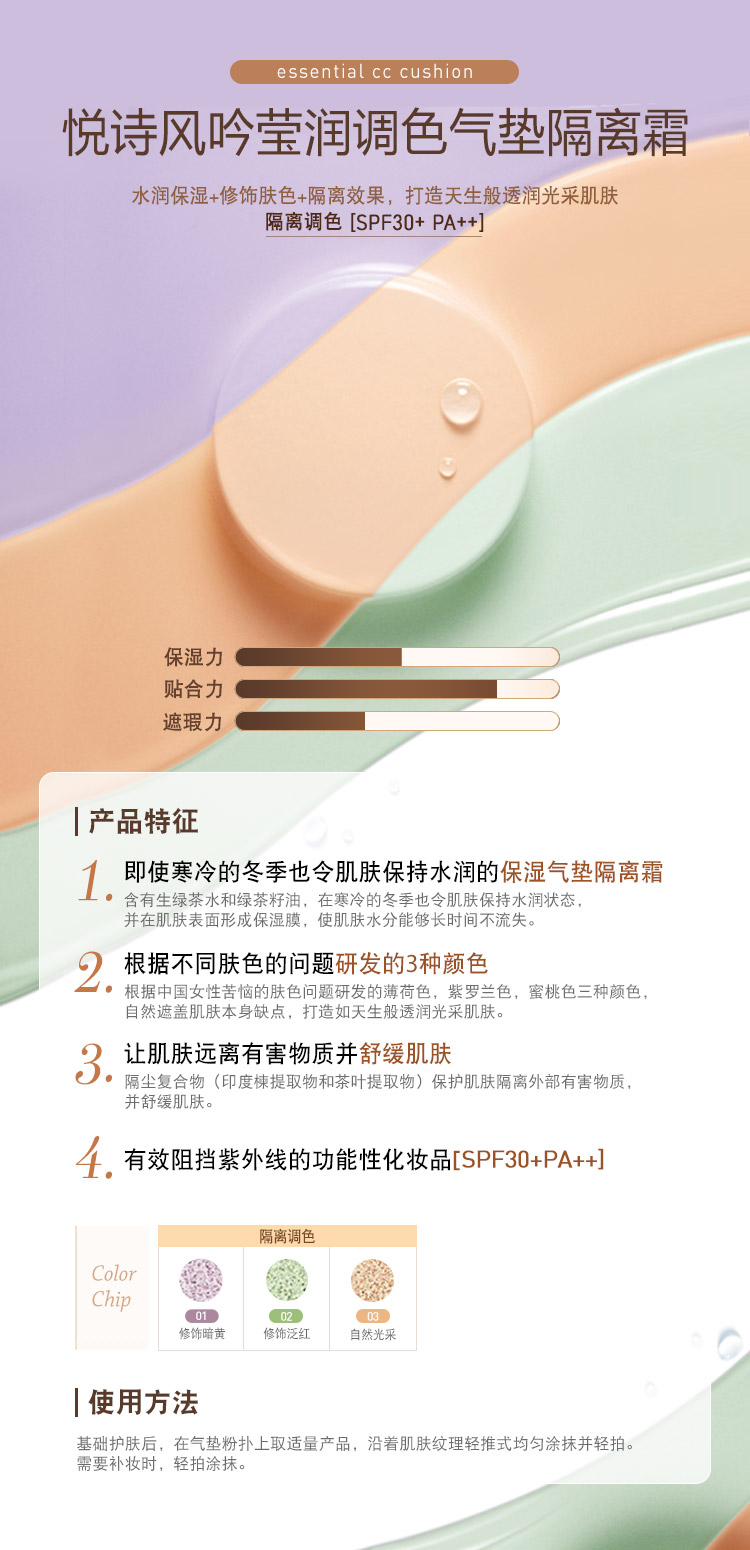 essential cc cushion
悦诗风吟莹润调色气垫隔离霜
水润保湿+修饰肤色+隔离效果，打造天生般透润光采肌肤
隔离调色 [SPF30+ PA++]
保湿力
贴合力
遮瑕力
产品特征
1. 即使寒冷的冬季也令肌肤保持水润的保湿气垫隔离霜
含有生绿茶水和绿茶籽油，在寒冷的冬季也令肌肤保持水润状态，
并在肌肤表面形成保湿膜，使肌肤水分能够长时间不流失。
2. 根据不同肤色的问题研发的3种颜色
根据中国女性苦恼的肤色问题研发的薄荷色，紫罗兰色，蜜桃色三种颜色，
自然遮盖肌肤本身缺点，打造如天生般透润光采肌肤。
3. 让肌肤远离有害物质并舒缓肌肤
隔尘复合物（印度楝提取物和茶叶提取物）保护肌肤隔离外部有害物质，
并舒缓肌肤。
4. 有效阻挡紫外线的功能性化妆品[SPF30+PA++]
Color
Chip
隔离调色
01 02 03
修饰暗黄 修饰泛红 自然光采
使用方法
基础护肤后，在气垫粉扑上取适量产品，沿着肌肤纹理轻推式均匀涂抹并轻拍。
需要补妆时，轻拍涂抹。